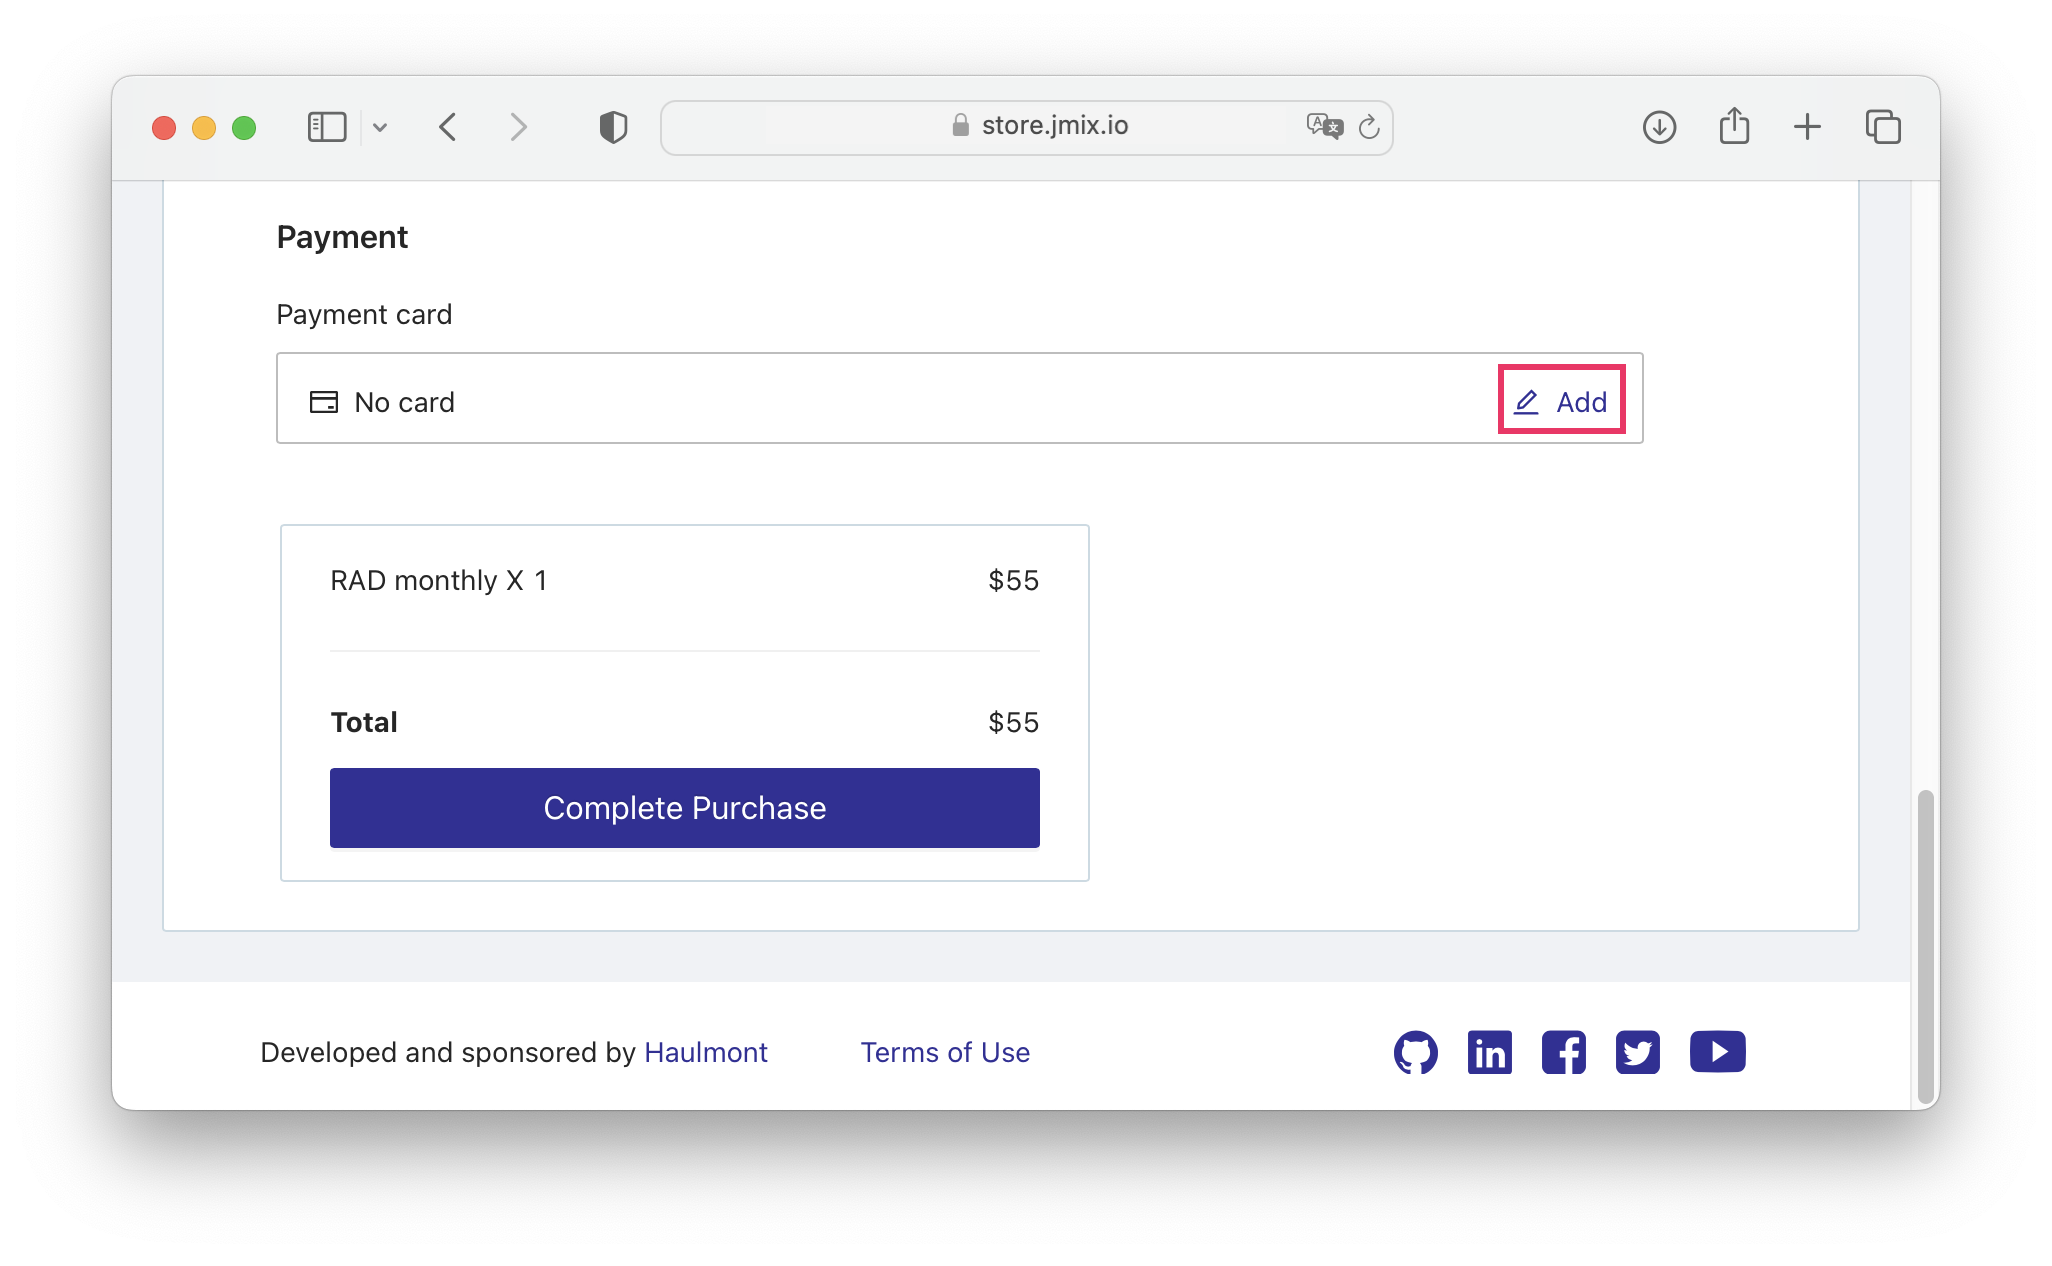 store.jmix.io
Payment
Payment card
No card
Add
RAD monthly X 1
$55
Total
$55
Complete Purchase
Developed and sponsored by Haulmont
Terms of Use